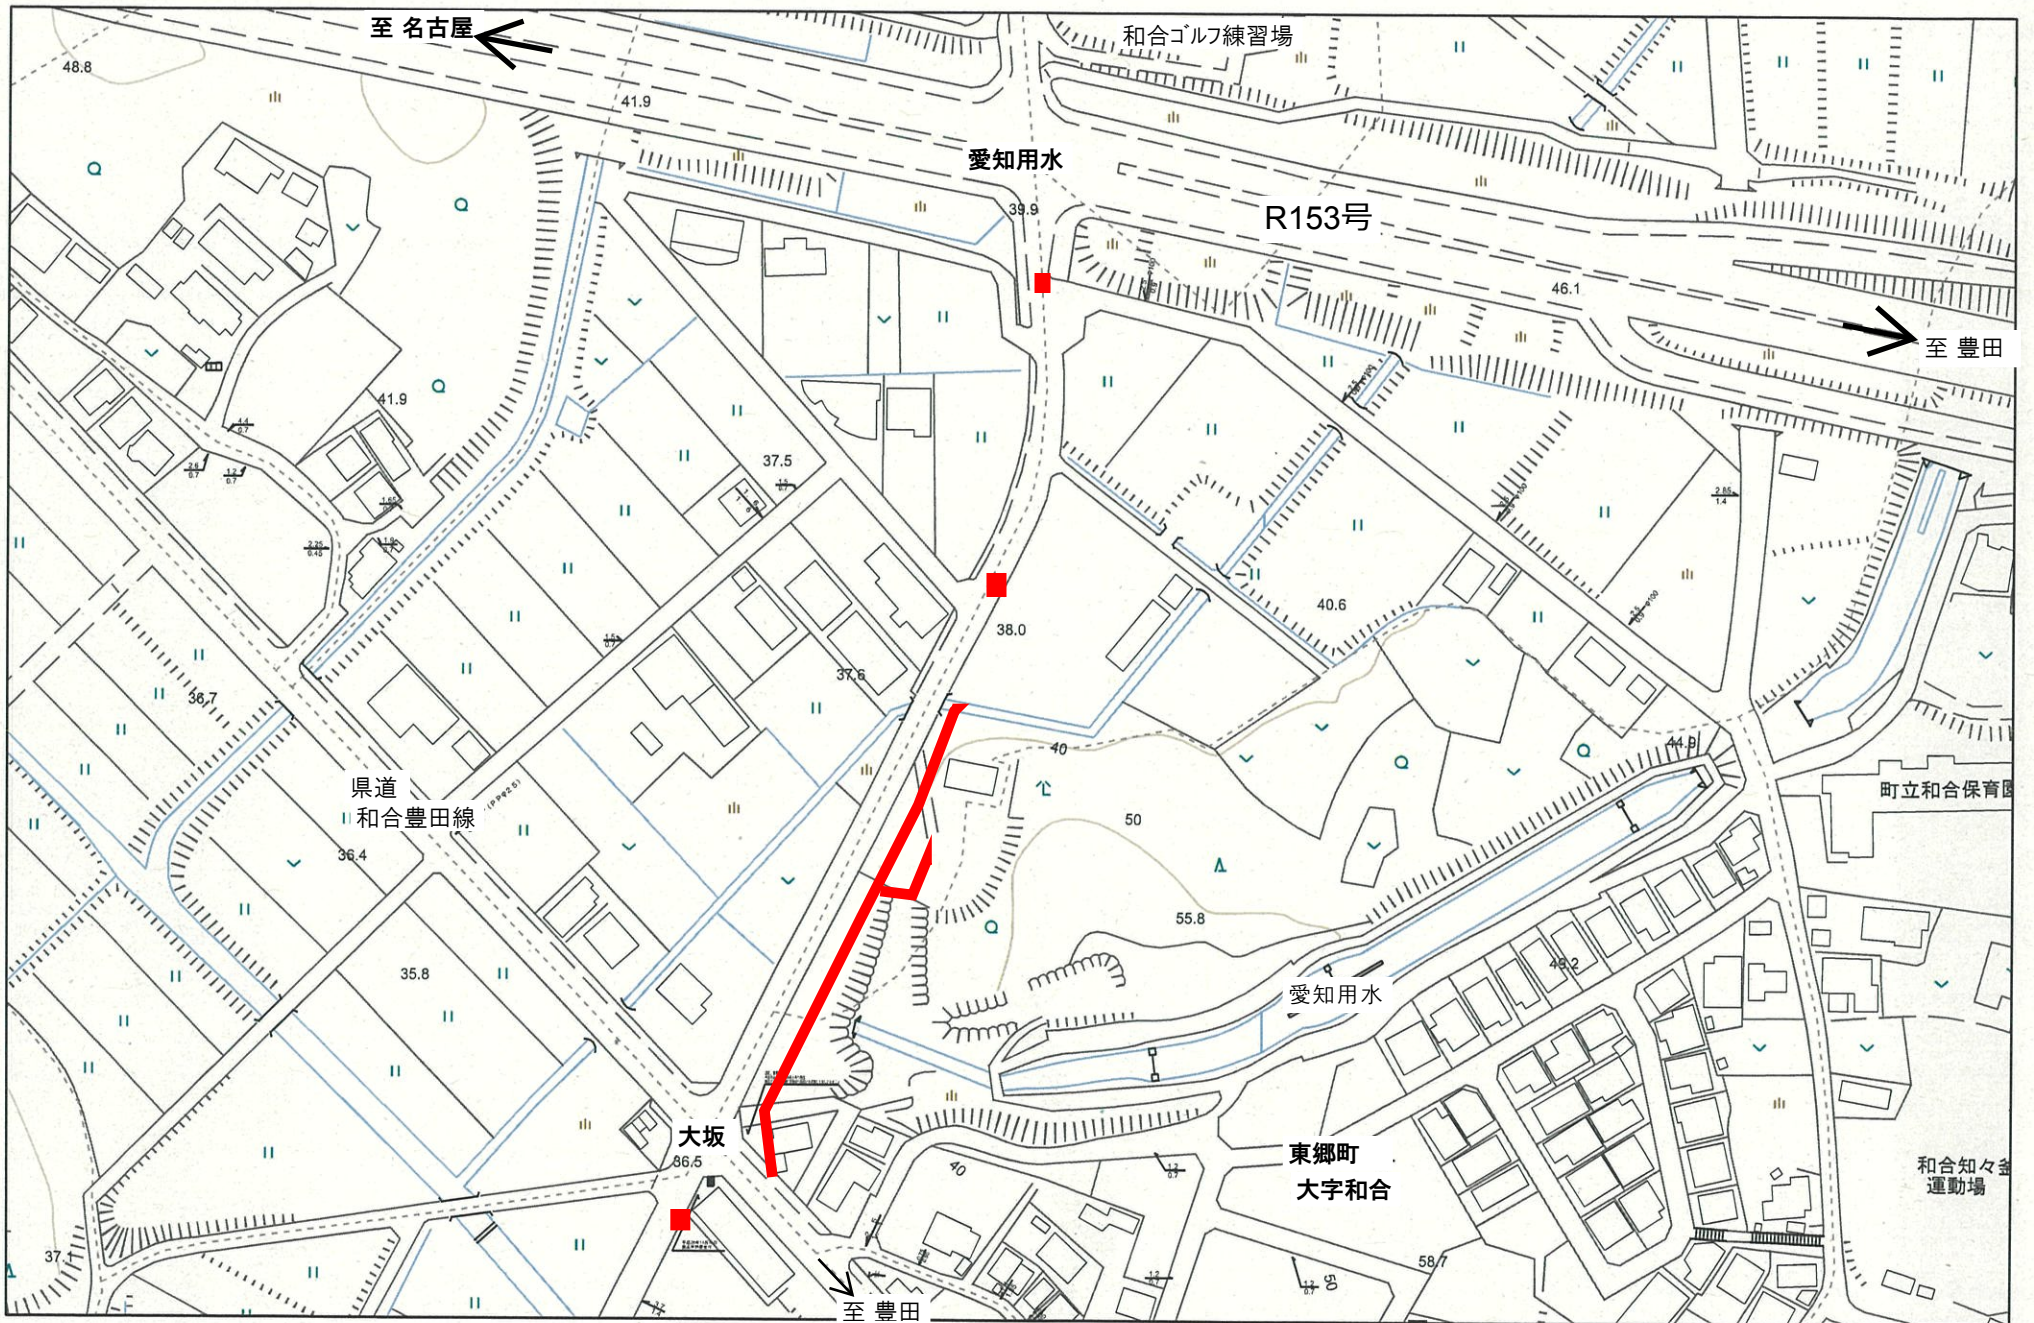 至 名古屋
和合ゴルフ練習場
48.8
41.9
愛知用水
39.9
R153号
46.1
至 豊田
41.9
37.5
40.6
38.0
37.6
36.7
44.9
40
県道
和合豊田線
町立和合保育園
50
36.4
55.8
49.2
35.8
愛知用水
大坂
36.5
東郷町
大字和合
40
和合知々釜
運動場
37.1
58.7
50
至 豊田